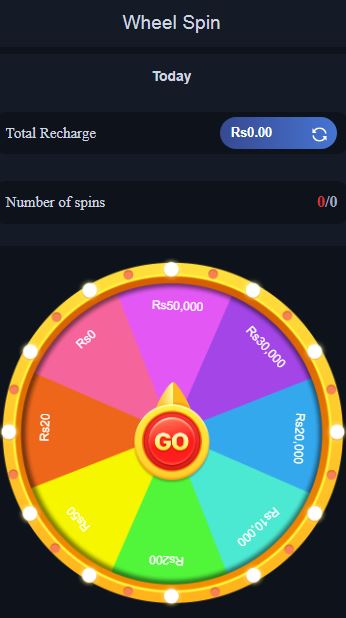 Wheel Spin
Today
Total Recharge
Rs0.00
Number of spins
0/0
Rs50,000
Rs30,000
Rs20,000
Rs10,000
Rs200
Rs50
Rs20
Rs0
GO